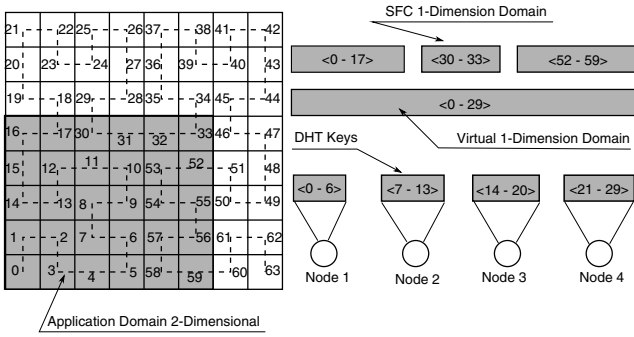 SFC 1-Dimension Domain
21 22 25 26 37 38 41 42
<0 - 17> <30 - 33> <52 - 59>
20 23 24 27 36 39 40 43
19 18 29 28 35 34 45 44
<0 - 29>
16 17 30 31 32 33 46 47
DHT Keys Virtual 1-Dimension Domain
15 12 11 10 53 52 51 48
<0 - 6> <7 - 13> <14 - 20> <21 - 29>
14 13 8 9 54 55 50 49
1 2 7 6 57 56 61 62
0 3 4 5 58 59 60 63
Node 1 Node 2 Node 3 Node 4
Application Domain 2-Dimensional